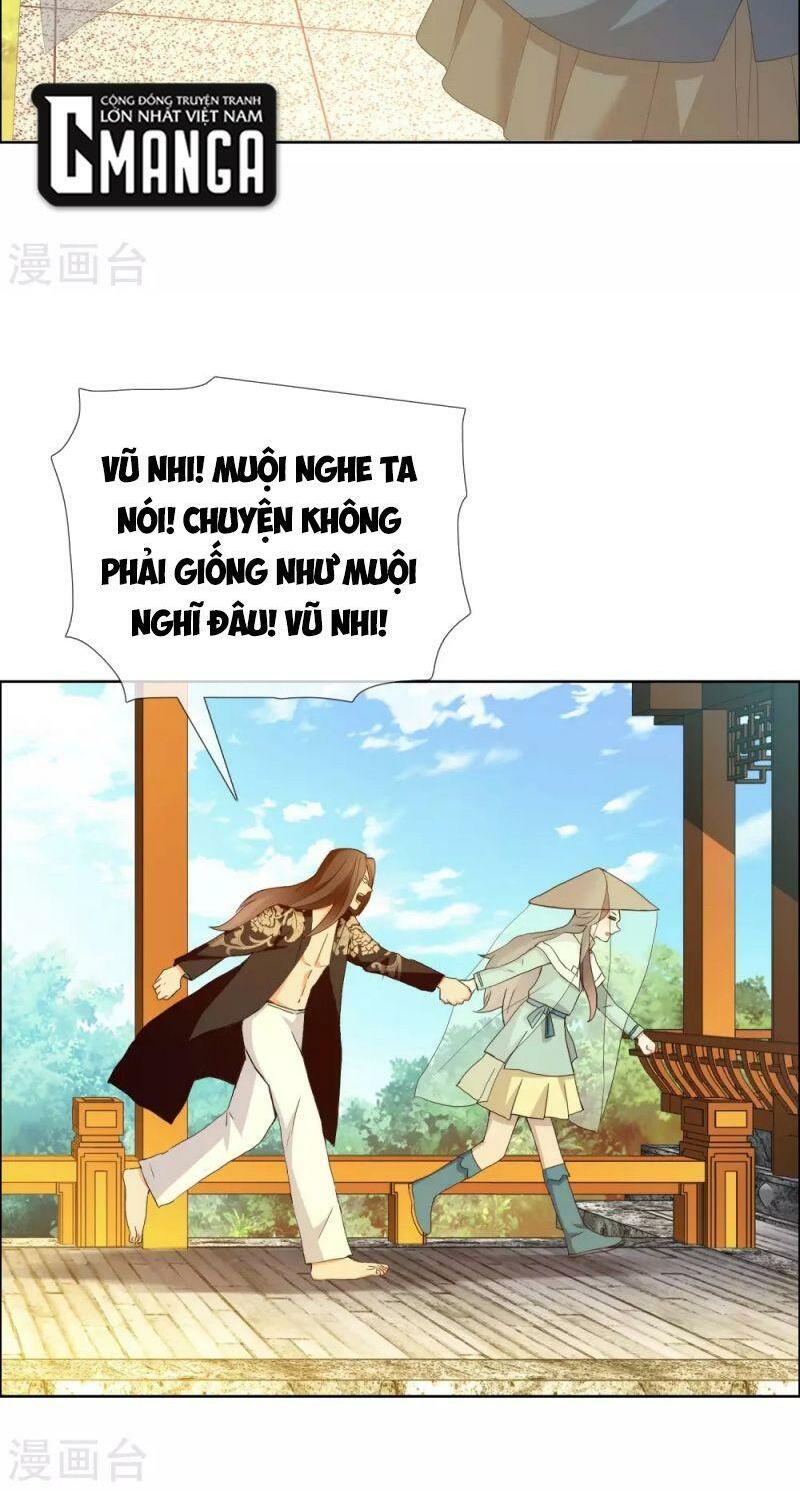 CỘNG ĐỒNG TRUYỆN TRANH
LỚN NHẤT VIỆT NAM
CMANGA
漫画台
VŨ NHI! MUỘI NGHE TA
NÓI! CHUYỆN KHÔNG
PHẢI GIỐNG NHƯ MUỘI
NGHĨ ĐÂU! VŨ NHI!
漫画台